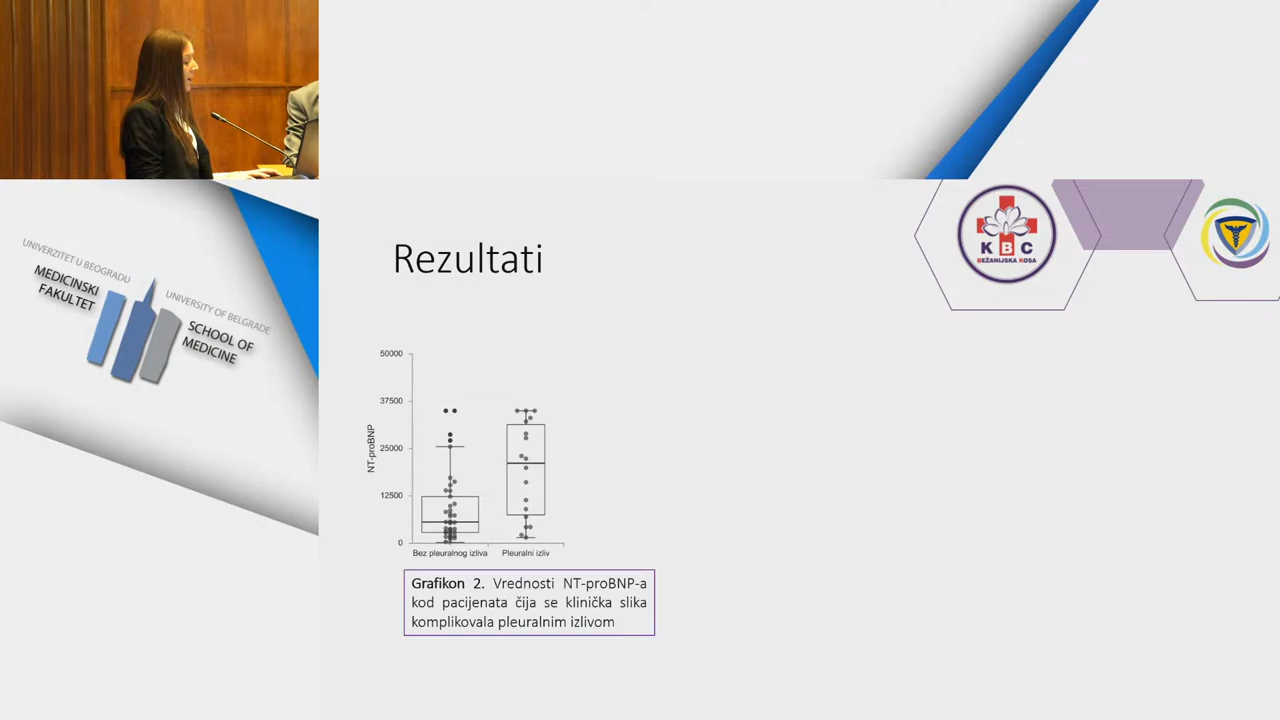 UNIVERZITET U BEOGRADU
MEDICINSKI
FAKULTET
UNIVERSITY OF BELGRADE
SCHOOL OF
MEDICINE
KBC
BEŽANIJSKA KOSA
Rezultati
50000
37500
25000
12500
0
NT-proBNP
Bez pleuralnog izliva
Pleuralni izliv
Grafikon 2. Vrednosti NT-proBNP-a
kod pacijenata čija se klinička slika
komplikovala pleuralnim izlivom